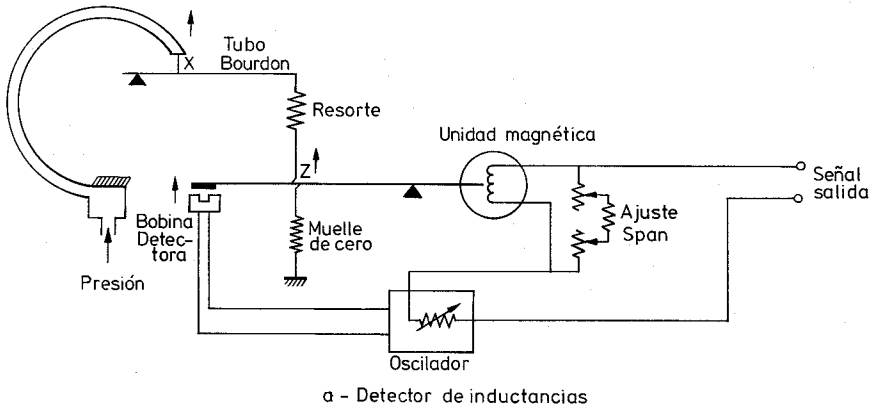 X
Tubo
Bourdon
Resorte
Unidad magnética
Z
Señal
salida
Ajuste
Span
Bobina
Detec-
tora
Muelle
de cero
Presión
Oscilador
a - Detector de inductancias